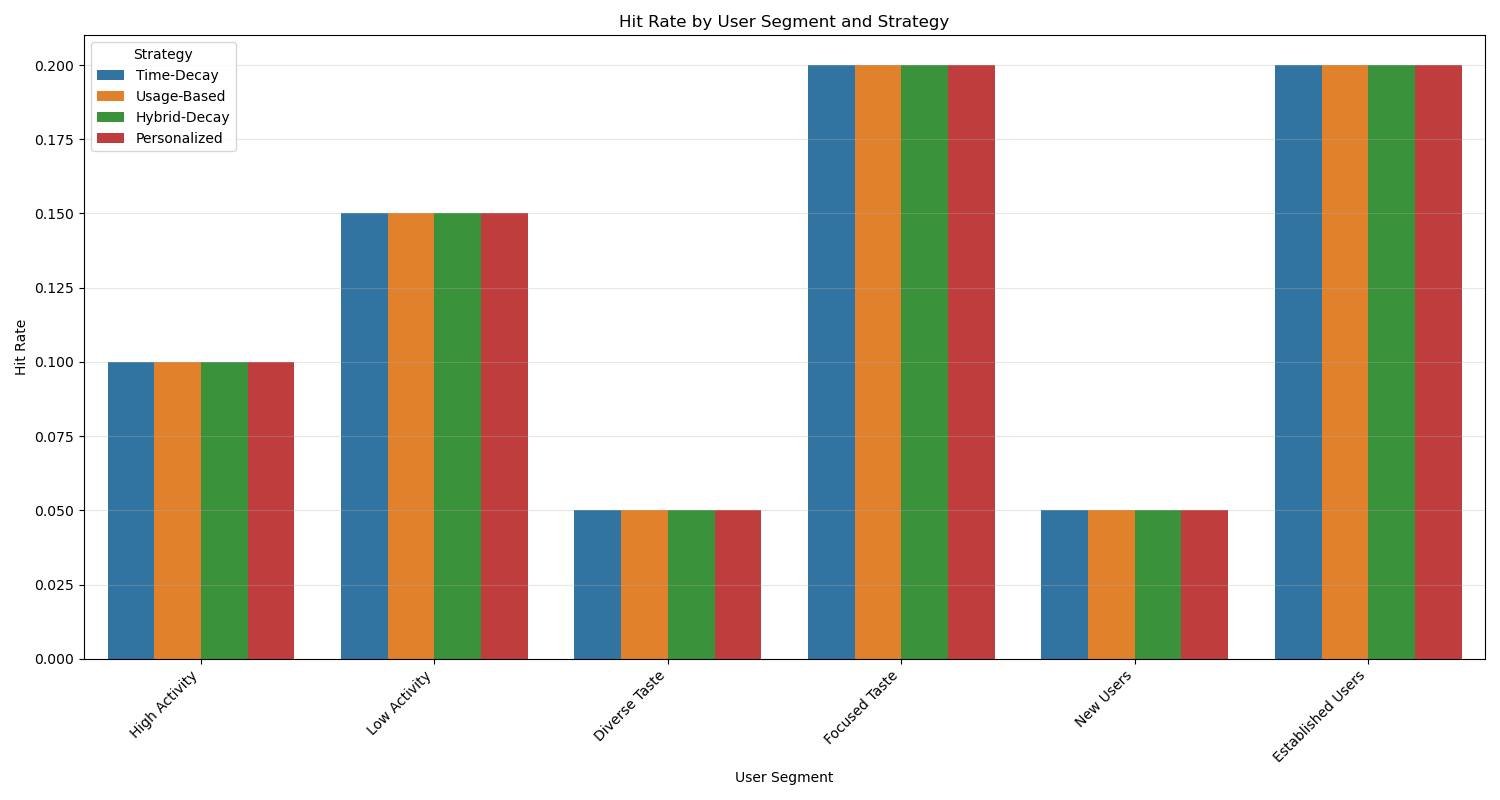 Hit Rate by User Segment and Strategy
Strategy
Time-Decay
Usage-Based
Hybrid-Decay
Personalized
Hit Rate
0.200
0.175
0.150
0.125
0.100
0.075
0.050
0.025
0.000
High Activity
Low Activity
Diverse Taste
Focused Taste
New Users
Established Users
User Segment